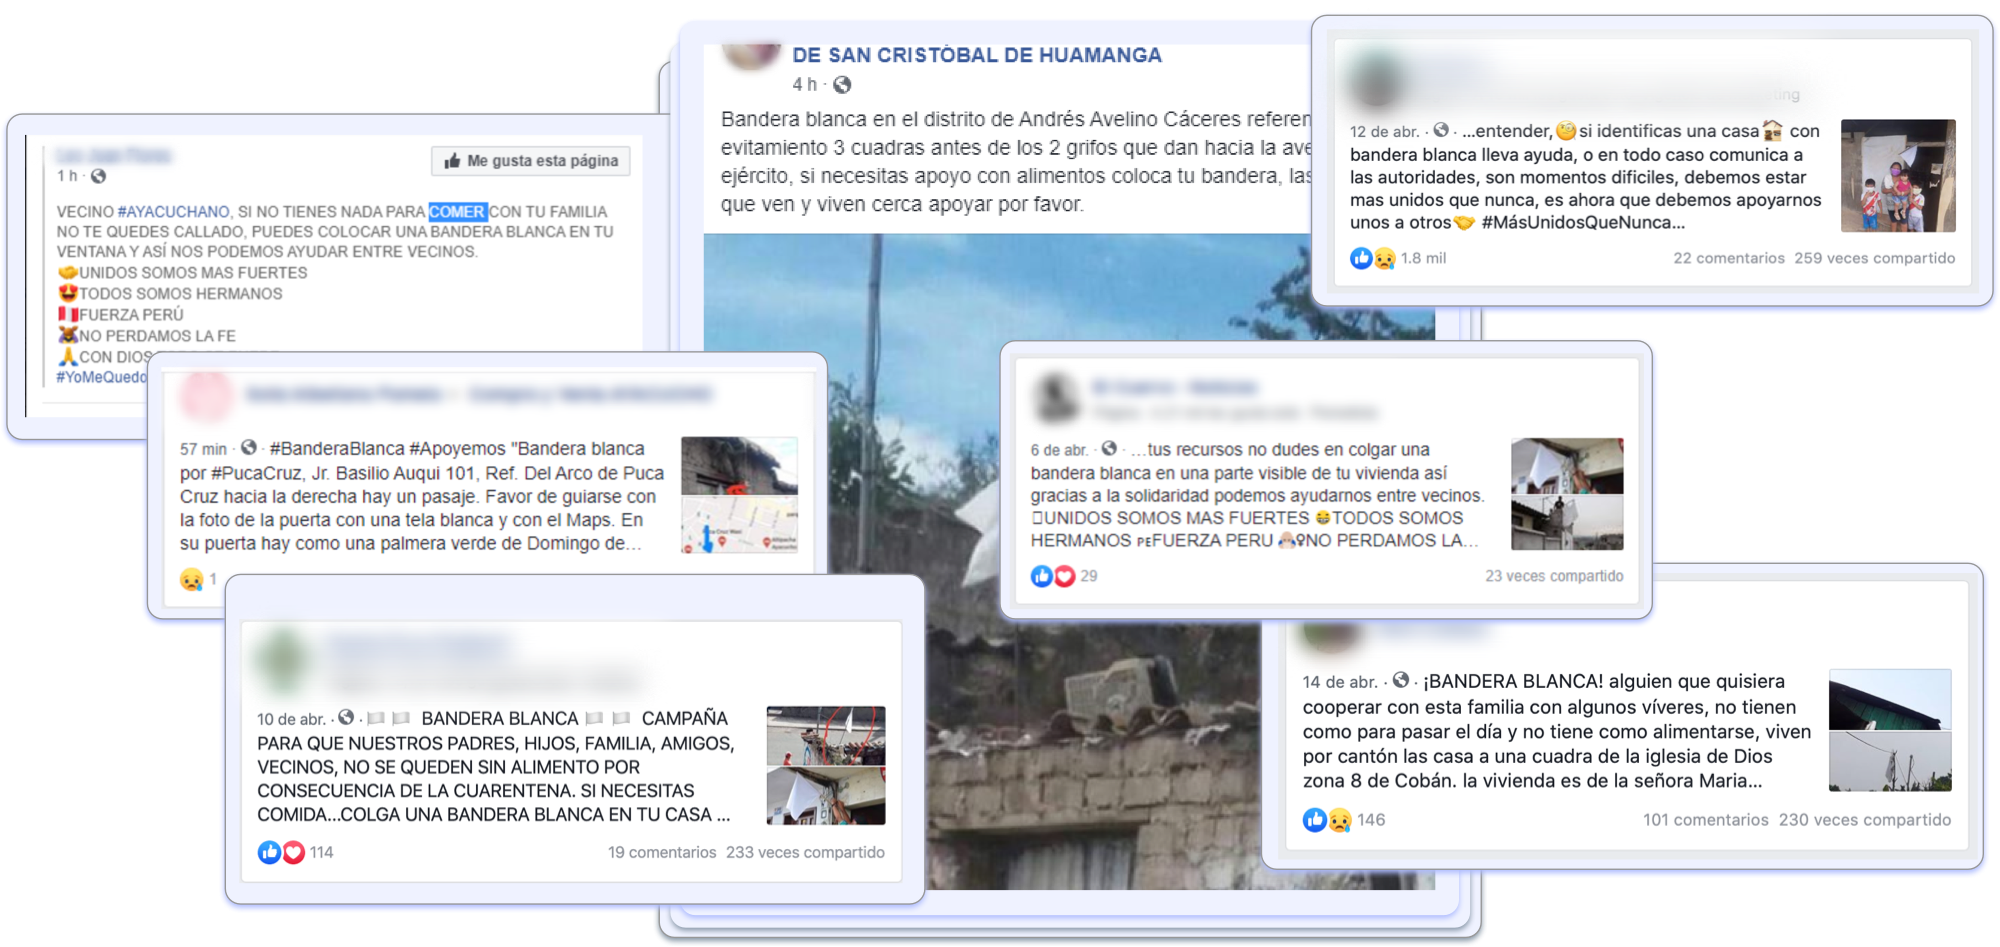 VECINO #AYACUCHANO, SI NO TIENES NADA PARA COMER CON TU FAMILIA
NO TE QUEDES CALLADO, PUEDES COLOCAR UNA BANDERA BLANCA EN TU
VENTANA Y ASÍ NOS PODEMOS AYUDAR ENTRE VECINOS.
🤝UNIDOS SOMOS MAS FUERTES
😍TODOS SOMOS HERMANOS
🇵🇪FUERZA PERÚ
NO PERDAMOS LA FE
🙏CON DIOS
#YoMeQuedo
1 h
Me gusta esta página
DE SAN CRISTÓBAL DE HUAMANGA
4 h ·
Bandera blanca en el distrito de Andrés Avelino Cáceres referen
evitamiento 3 cuadras antes de los 2 grifos que dan hacia la ave
ejército, si necesitas apoyo con alimentos coloca tu bandera, las
que ven y viven cerca apoyar por favor.
12 de abr. · · ...entender,🧐si identificas una casa🏠 con
bandera blanca lleva ayuda, o en todo caso comunica a
las autoridades, son momentos dificiles, debemos estar
mas unidos que nunca, es ahora que debemos apoyarnos
unos a otros🤝 #MásUnidosQueNunca...
1.8 mil
22 comentarios 259 veces compartido
57 min · · #BanderaBlanca #Apoyemos "Bandera blanca
por #PucaCruz, Jr. Basilio Auqui 101, Ref. Del Arco de Puca
Cruz hacia la derecha hay un pasaje. Favor de guiarse con
la foto de la puerta con una tela blanca y con el Maps. En
su puerta hay como una palmera verde de Domingo de...
1
6 de abr. · · ...tus recursos no dudes en colgar una
bandera blanca en una parte visible de tu vivienda así
gracias a la solidaridad podemos ayudarnos entre vecinos.
UNIDOS SOMOS MAS FUERTES 😂TODOS SOMOS
HERMANOS PEFUERZA PERU 🙏♀NO PERDAMOS LA...
29
23 veces compartido
10 de abr. · · 🏳 🏳 BANDERA BLANCA 🏳 🏳 CAMPAÑA
PARA QUE NUESTROS PADRES, HIJOS, FAMILIA, AMIGOS,
VECINOS, NO SE QUEDEN SIN ALIMENTO POR
CONSECUENCIA DE LA CUARENTENA. SI NECESITAS
COMIDA...COLGA UNA BANDERA BLANCA EN TU CASA ...
114
19 comentarios 233 veces compartido
14 de abr. · · ¡BANDERA BLANCA! alguien que quisiera
cooperar con esta familia con algunos víveres, no tienen
como para pasar el día y no tiene como alimentarse, viven
por cantón las casa a una cuadra de la iglesia de Dios
zona 8 de Cobán. la vivienda es de la señora Maria...
146
101 comentarios 230 veces compartido